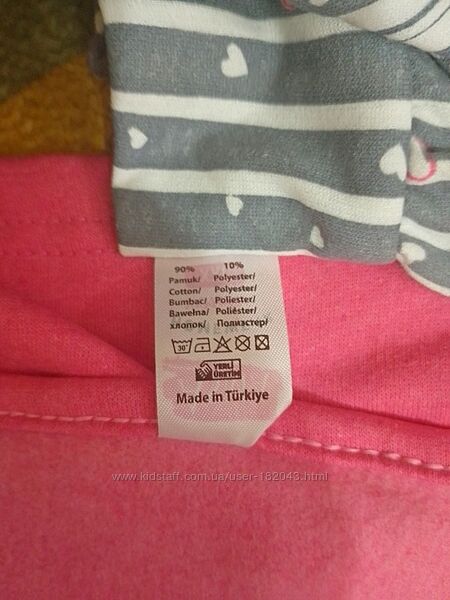 90% 10%
Pamuk/ Polyester/
Cotton/ Polyester/
Bumbac/ Poliester/
Bawełna/ Poliéster/
хлопок/ Полиэстер/
30°
YERLİ
ÜRETİM
Made in Türkiye
www.kidstaff.com.ua/user-182043.html